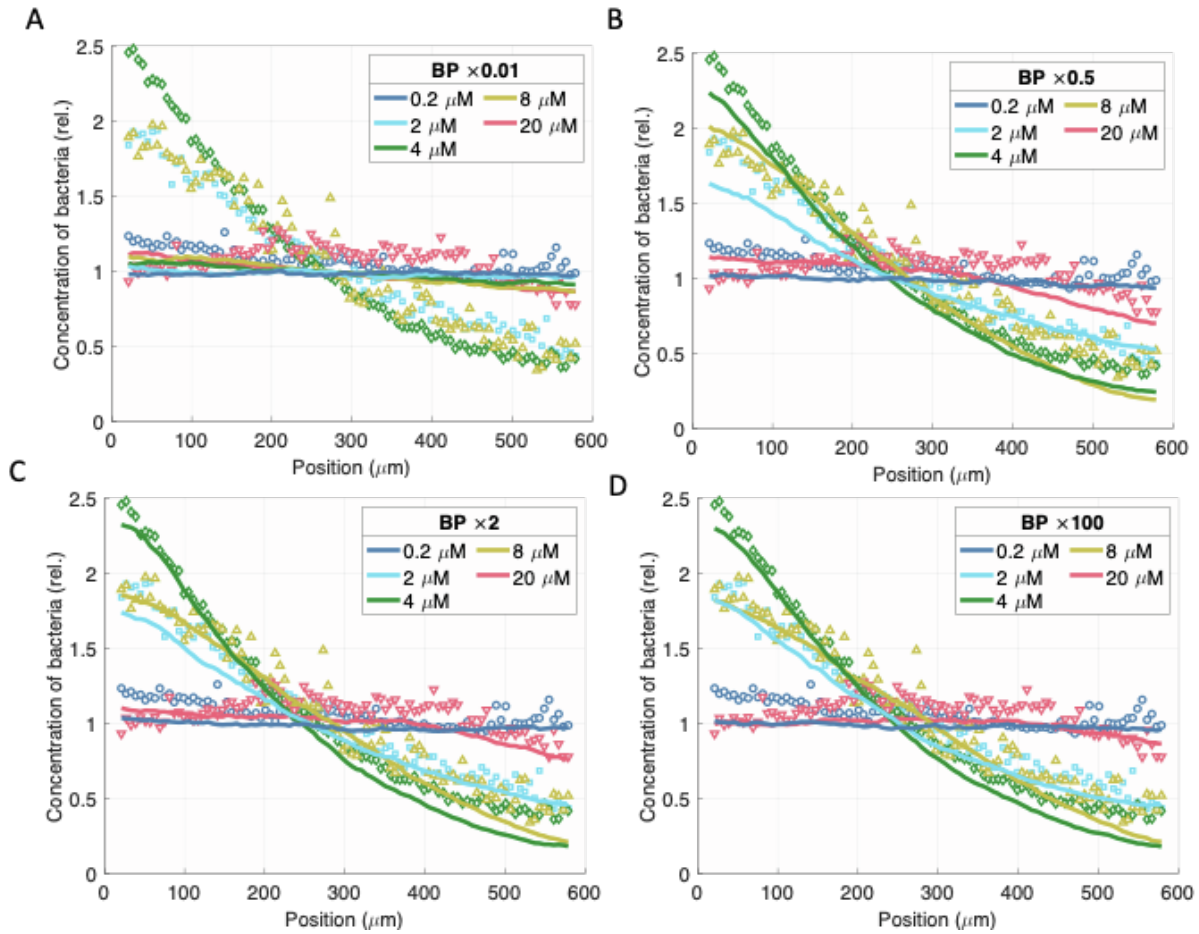 A
BP ×0.01
0.2 μM 8 μM
2 μM 20 μM
4 μM
Concentration of bacteria (rel.)
2.5
2
1.5
1
0.5
0
0 100 200 300 400 500 600
Position (μm)
B
BP ×0.5
0.2 μM 8 μM
2 μM 20 μM
4 μM
Concentration of bacteria (rel.)
2.5
2
1.5
1
0.5
0
0 100 200 300 400 500 600
Position (μm)
C
BP ×2
0.2 μM 8 μM
2 μM 20 μM
4 μM
Concentration of bacteria (rel.)
2.5
2
1.5
1
0.5
0
0 100 200 300 400 500 600
Position (μm)
D
BP ×100
0.2 μM 8 μM
2 μM 20 μM
4 μM
Concentration of bacteria (rel.)
2.5
2
1.5
1
0.5
0
0 100 200 300 400 500 600
Position (μm)